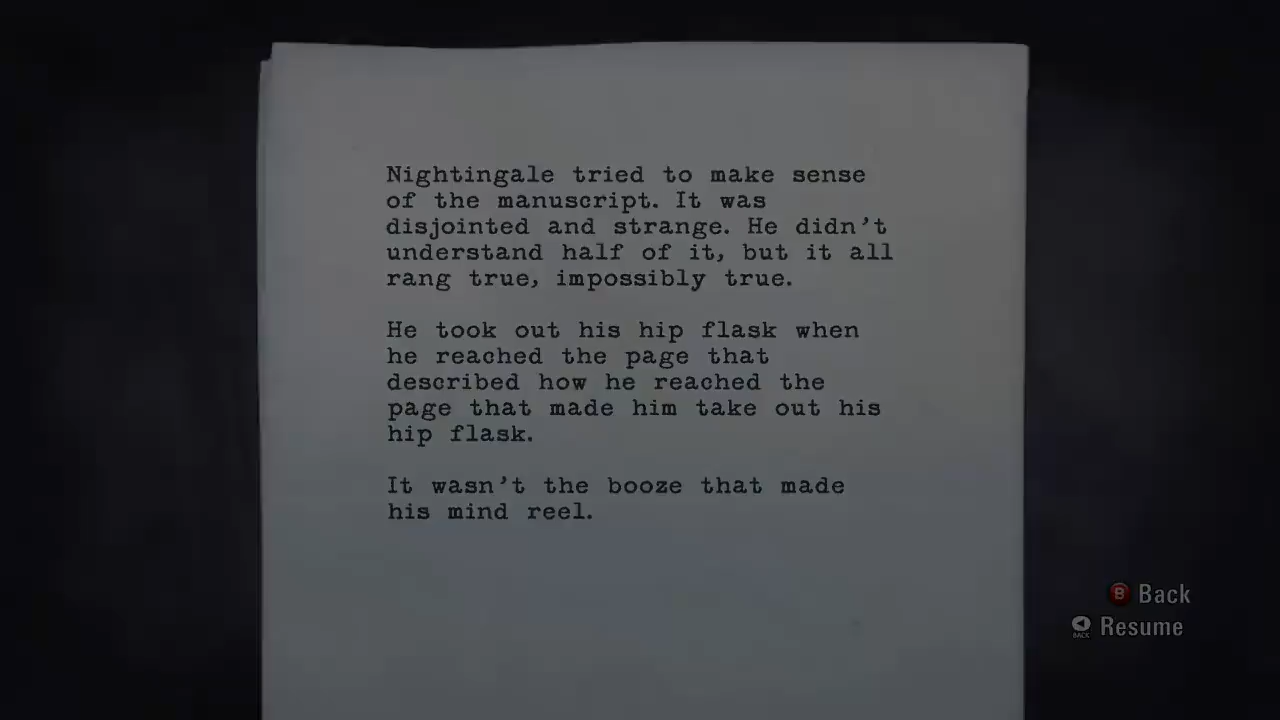 Nightingale tried to make sense
of the manuscript. It was
disjointed and strange. He didn't
understand half of it, but it all
rang true, impossibly true.
He took out his hip flask when
he reached the page that
described how he reached the
page that made him take out his
hip flask.
It wasn't the booze that made
his mind reel.
B Back
BACK Resume